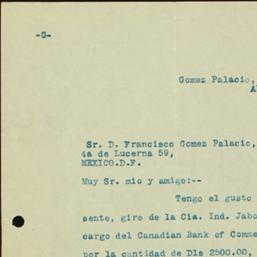 -G-
Gomez Palacio,
Sr. D. Francisco Gomez Palacio,
4a de Lucerna 59,
MEXICO.D.F.
Muy Sr. mio y amigo:--
Tengo el gusto
sente, giro de la Cia. Ind. Jabo
cargo del Canadian Bank of Comme
por la cantidad de Dls 2500.00,